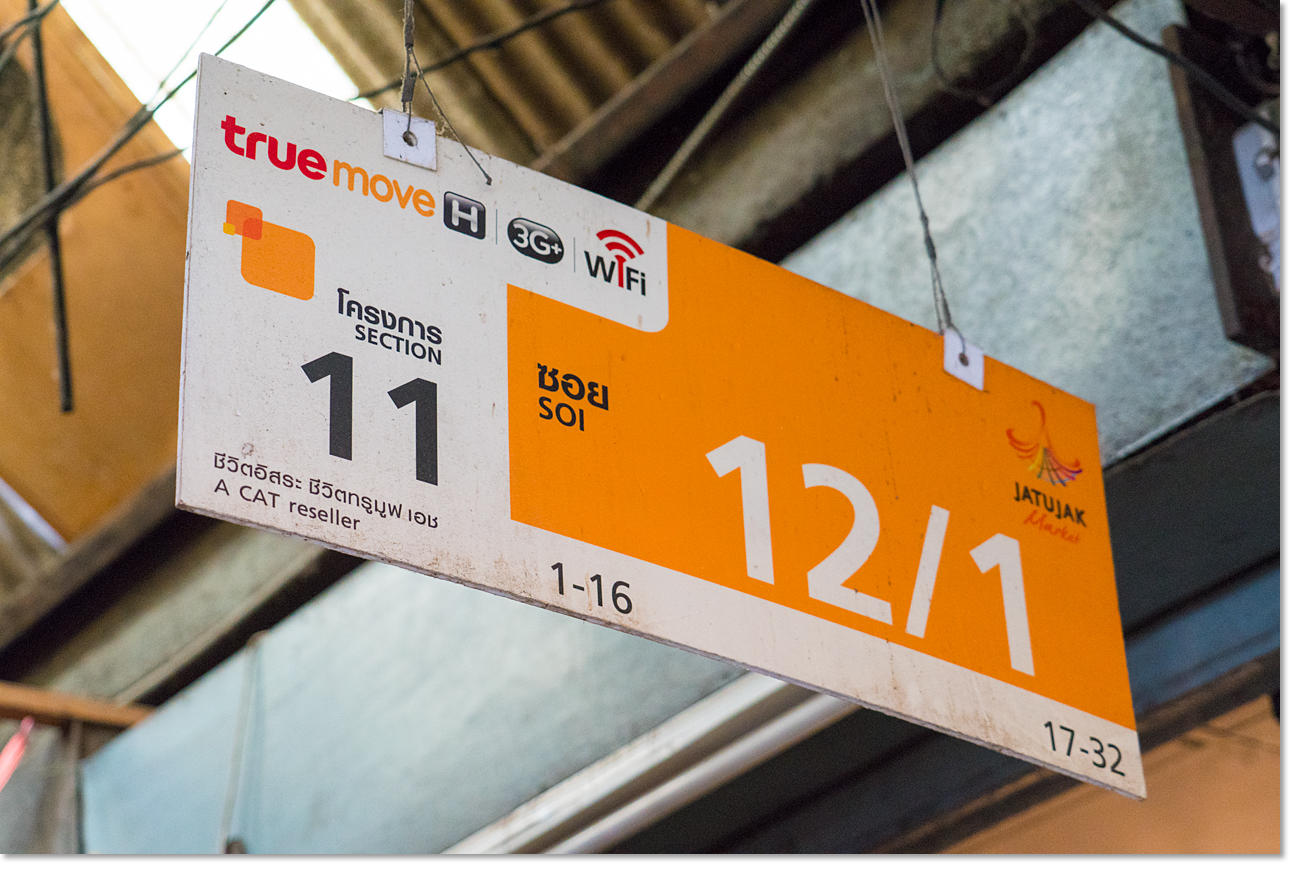 truemove H 3G+ WiFi
โครงการ
SECTION
11
ชีวิตอิสระ ชีวิตทรูมูฟ เอช
A CAT reseller
ซอย
SOI
12/1
JATUJAK
Market
1-16
17-32